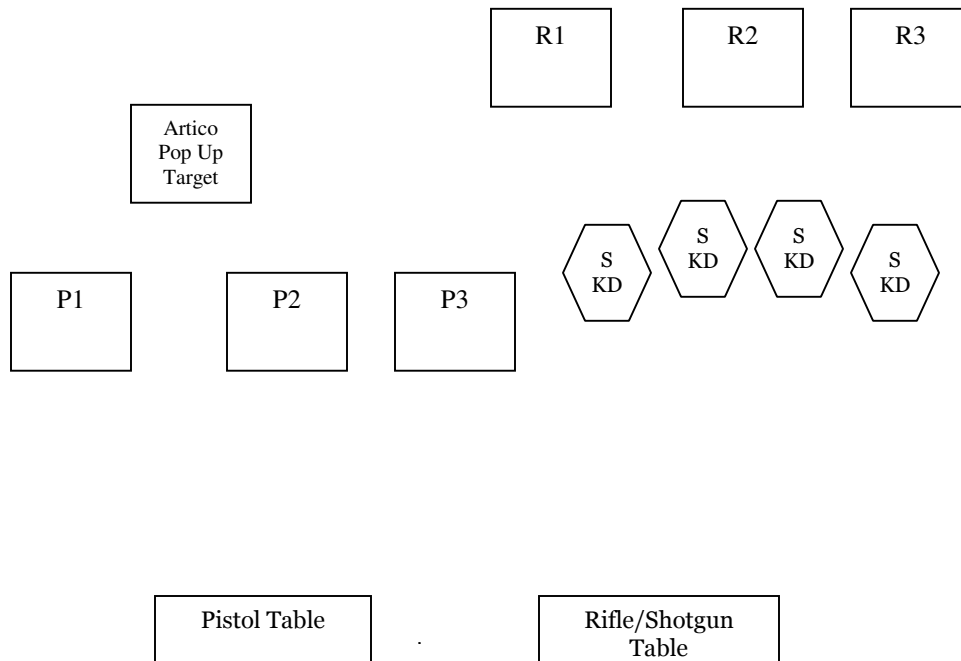 R1
R2
R3
Artico
Pop Up
Target
S
KD
S
KD
S
KD
S
KD
P1
P2
P3
Pistol Table
.
Rifle/Shotgun
Table